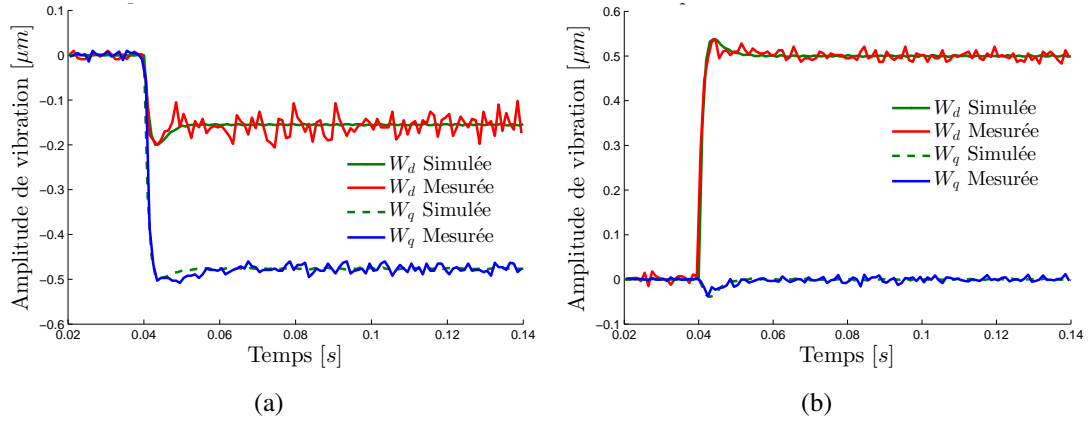 0
−0.1
−0.2
−0.3
−0.4
−0.5
−0.6
Amplitude de vibration [μm]
W_d Simulée
W_d Mesurée
W_q Simulée
W_q Mesurée
0.02 0.04 0.06 0.08 0.1 0.12 0.14
Temps [s]
(a)
0.6
0.5
0.4
0.3
0.2
0.1
0
−0.1
Amplitude de vibration [μm]
W_d Simulée
W_d Mesurée
W_q Simulée
W_q Mesurée
0.02 0.04 0.06 0.08 0.1 0.12 0.14
Temps [s]
(b)